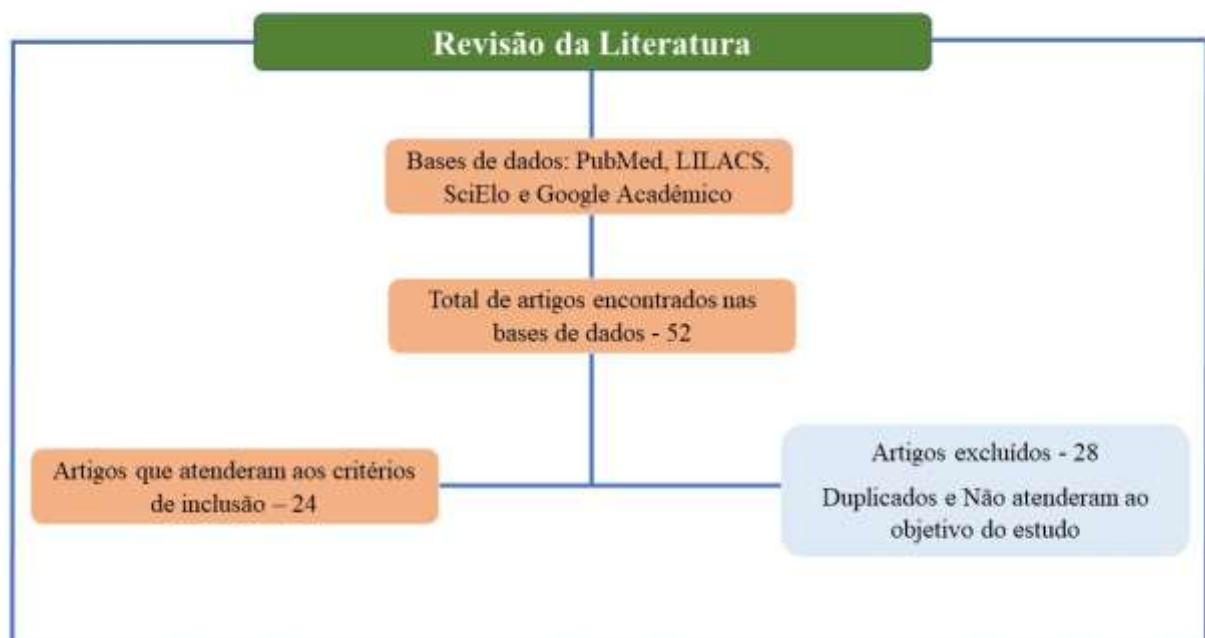 Revisão da Literatura
Bases de dados: PubMed, LILACS,
SciElo e Google Acadêmico
Total de artigos encontrados nas
bases de dados - 52
Artigos que atenderam aos critérios
de inclusão – 24
Artigos excluídos - 28
Duplicados e Não atenderam ao
objetivo do estudo